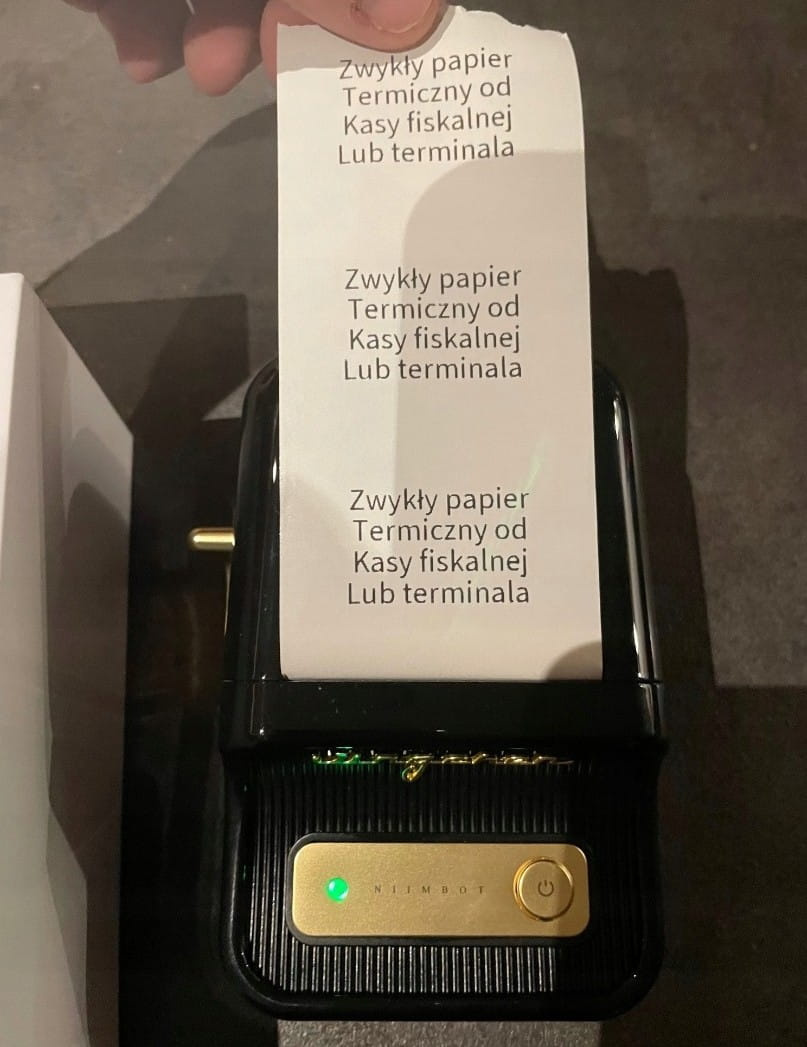 Zwykły papier
Termiczny od
Kasy fiskalnej
Lub terminala
Zwykły papier
Termiczny od
Kasy fiskalnej
Lub terminala
Zwykły papier
Termiczny od
Kasy fiskalnej
Lub terminala
NIIMBOT